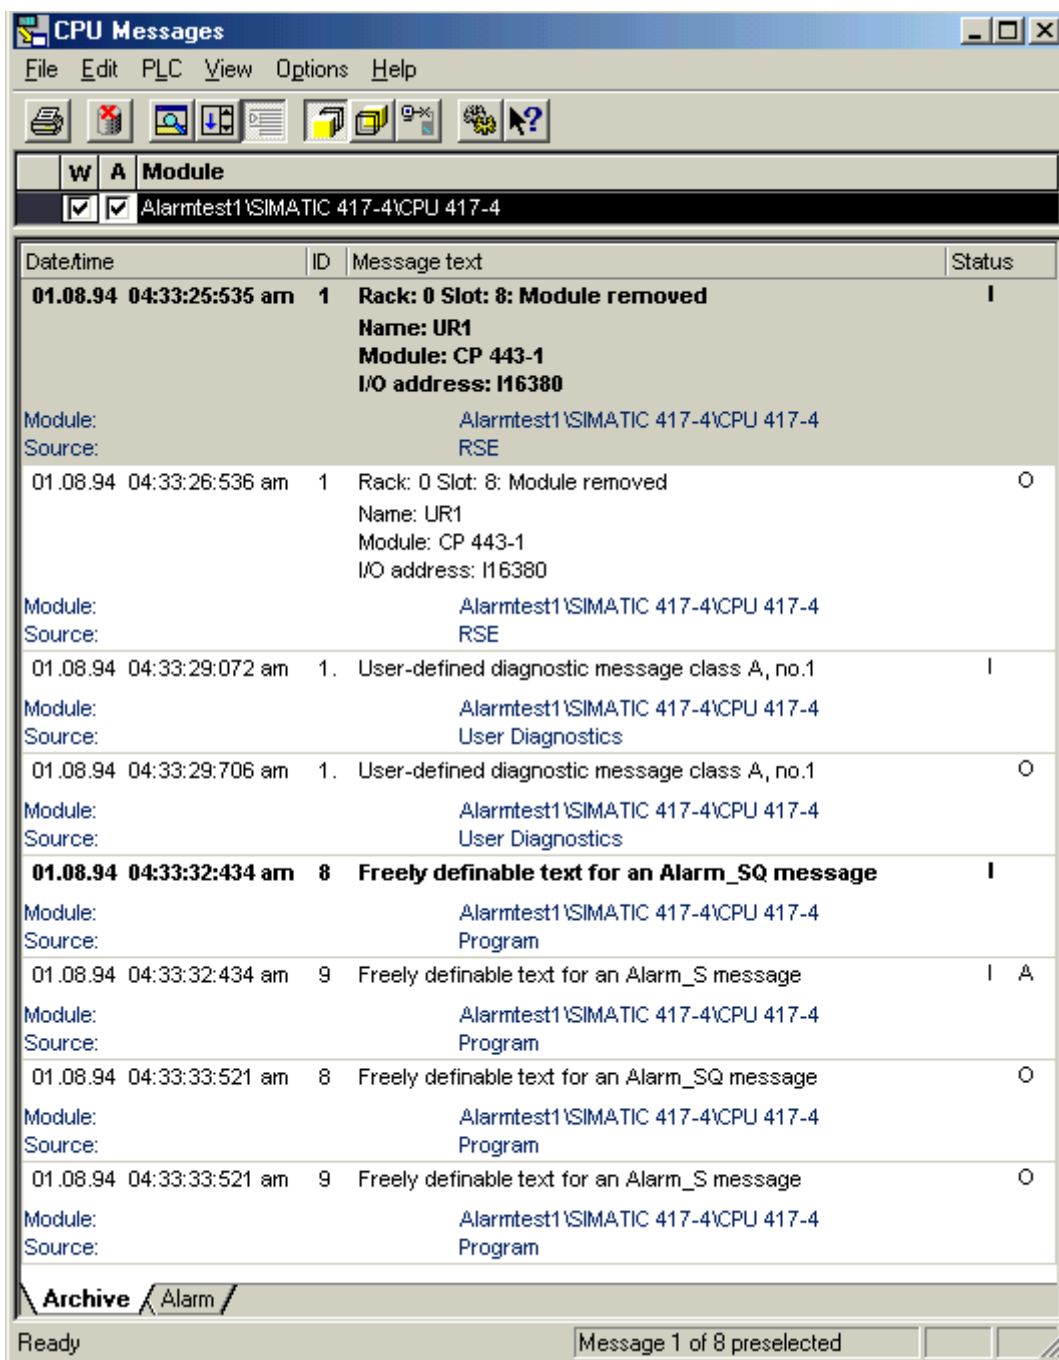 CPU Messages
File Edit PLC View Options Help
W A Module
Alarmtest1\SIMATIC 417-4\CPU 417-4
Date/time ID Message text Status
01.08.94 04:33:25:535 am 1 Rack: 0 Slot: 8: Module removed I
Name: UR1
Module: CP 443-1
I/O address: I16380
Module: Alarmtest1\SIMATIC 417-4\CPU 417-4
Source: RSE
01.08.94 04:33:26:536 am 1 Rack: 0 Slot: 8: Module removed O
Name: UR1
Module: CP 443-1
I/O address: I16380
Module: Alarmtest1\SIMATIC 417-4\CPU 417-4
Source: RSE
01.08.94 04:33:29:072 am 1. User-defined diagnostic message class A, no.1 I
Module: Alarmtest1\SIMATIC 417-4\CPU 417-4
Source: User Diagnostics
01.08.94 04:33:29:706 am 1. User-defined diagnostic message class A, no.1 O
Module: Alarmtest1\SIMATIC 417-4\CPU 417-4
Source: User Diagnostics
01.08.94 04:33:32:434 am 8 Freely definable text for an Alarm_SQ message I
Module: Alarmtest1\SIMATIC 417-4\CPU 417-4
Source: Program
01.08.94 04:33:32:434 am 9 Freely definable text for an Alarm_S message I A
Module: Alarmtest1\SIMATIC 417-4\CPU 417-4
Source: Program
01.08.94 04:33:33:521 am 8 Freely definable text for an Alarm_SQ message O
Module: Alarmtest1\SIMATIC 417-4\CPU 417-4
Source: Program
01.08.94 04:33:33:521 am 9 Freely definable text for an Alarm_S message O
Module: Alarmtest1\SIMATIC 417-4\CPU 417-4
Source: Program
Archive Alarm
Ready Message 1 of 8 preselected